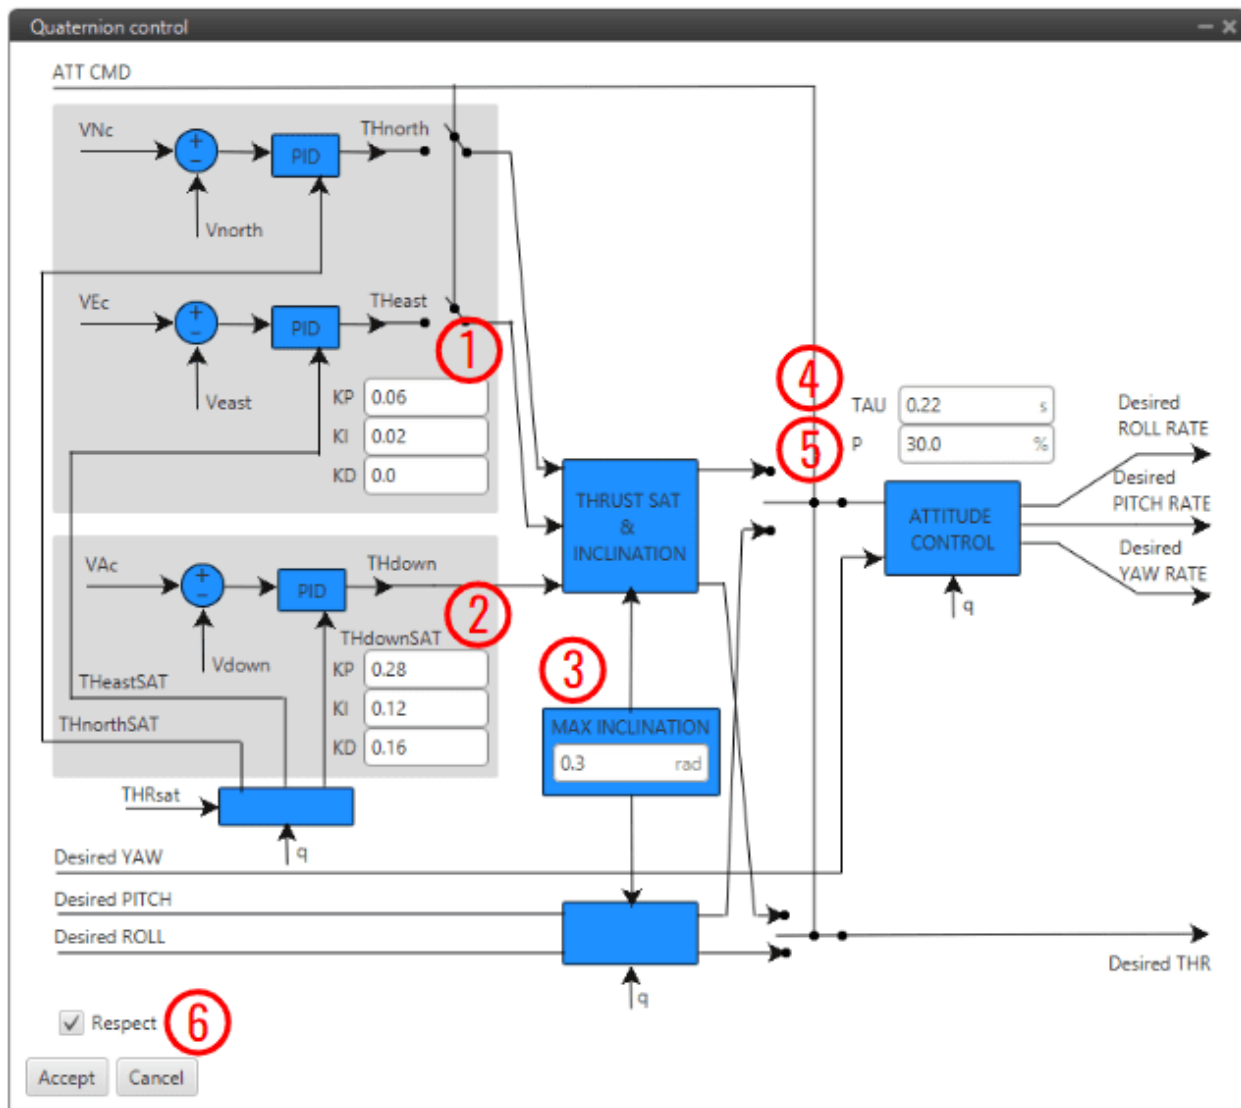 Quaternion control
ATT CMD
VNc
+
−
PID
THnorth
Vnorth
VEc
+
−
PID
THeast
1
Veast
KP 0.06
KI 0.02
KD 0.0
4
TAU 0.22 s
5
P 30.0 %
Desired
ROLL RATE
Desired
PITCH RATE
Desired
YAW RATE
THRUST SAT
&
INCLINATION
ATTITUDE
CONTROL
q
VAc
+
−
PID
THdown
2
Vdown
THdownSAT
KP 0.28
KI 0.12
KD 0.16
THeastSAT
THnorthSAT
3
MAX INCLINATION
0.3 rad
THRsat
q
Desired YAW
Desired PITCH
Desired ROLL
q
Desired THR
Respect
6
Accept
Cancel